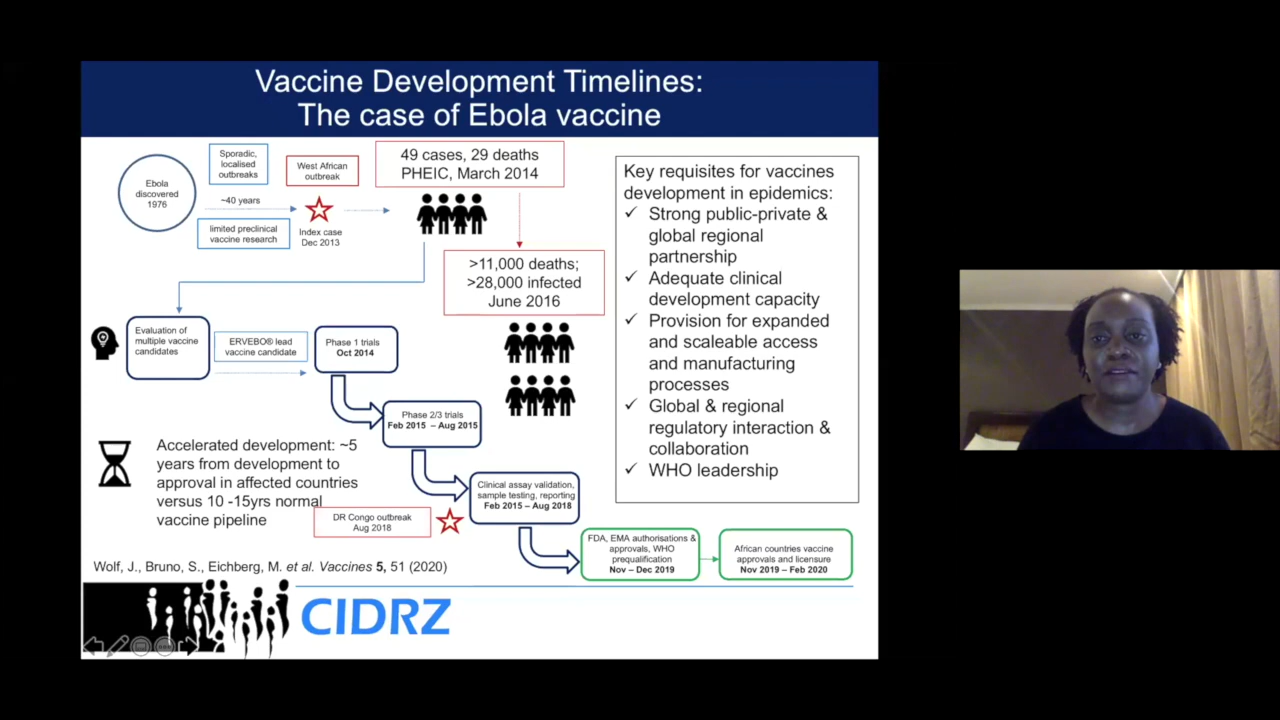 Vaccine Development Timelines:
The case of Ebola vaccine
Ebola
discovered
1976
Sporadic,
localised
outbreaks
~40 years
limited preclinical
vaccine research
West African
outbreak
Index case
Dec 2013
49 cases, 29 deaths
PHEIC, March 2014
>11,000 deaths;
>28,000 infected
June 2016
Evaluation of
multiple vaccine
candidates
ERVEBO® lead
vaccine candidate
Phase 1 trials
Oct 2014
Phase 2/3 trials
Feb 2015 – Aug 2015
Clinical assay validation,
sample testing, reporting
Feb 2015 – Aug 2018
DR Congo outbreak
Aug 2018
FDA, EMA authorisations &
approvals, WHO
prequalification
Nov – Dec 2019
African countries vaccine
approvals and licensure
Nov 2019 – Feb 2020
Accelerated development: ~5
years from development to
approval in affected countries
versus 10 -15yrs normal
vaccine pipeline
Key requisites for vaccines
development in epidemics:
✓ Strong public-private &
global regional
partnership
✓ Adequate clinical
development capacity
✓ Provision for expanded
and scaleable access
and manufacturing
processes
✓ Global & regional
regulatory interaction &
collaboration
✓ WHO leadership
Wolf, J., Bruno, S., Eichberg, M. et al. Vaccines 5, 51 (2020)
CIDRZ